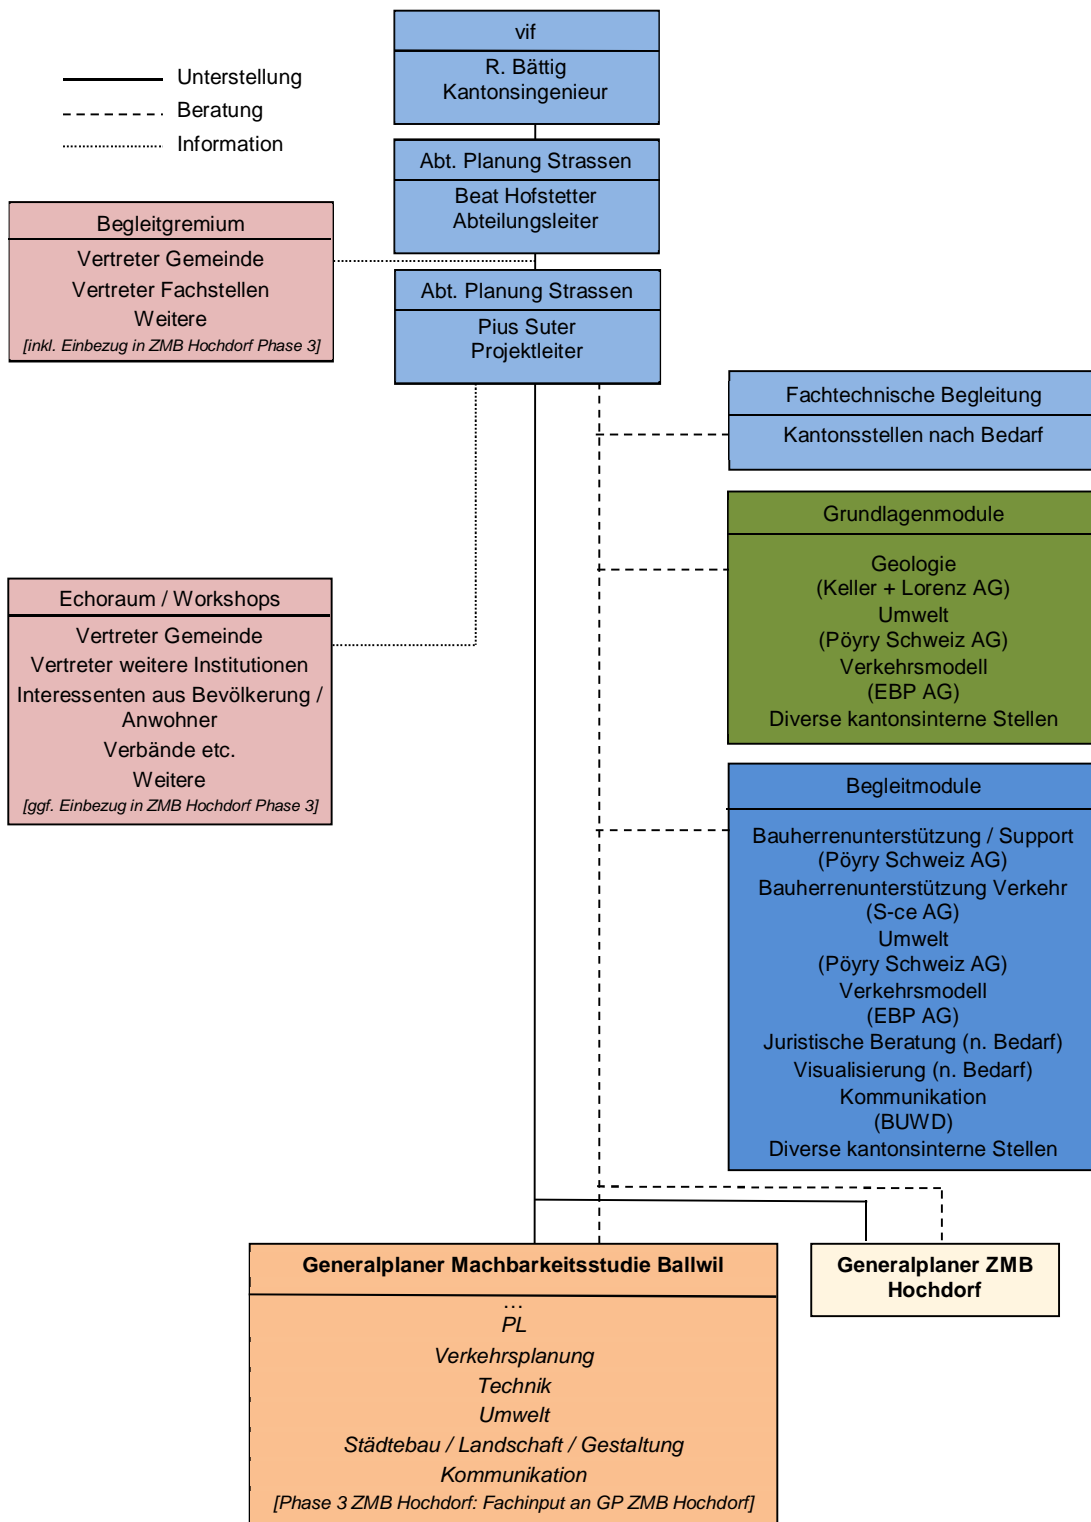 vif
R. Bättig
Kantonsingenieur
Unterstellung
Beratung
Information
Abt. Planung Strassen
Beat Hofstetter
Abteilungsleiter
Begleitgremium
Vertreter Gemeinde
Vertreter Fachstellen
Weitere
[inkl. Einbezug in ZMB Hochdorf Phase 3]
Abt. Planung Strassen
Pius Suter
Projektleiter
Fachtechnische Begleitung
Kantonsstellen nach Bedarf
Grundlagenmodule
Geologie
(Keller + Lorenz AG)
Umwelt
(Pöyry Schweiz AG)
Verkehrsmodell
(EBP AG)
Diverse kantonsinterne Stellen
Echoraum / Workshops
Vertreter Gemeinde
Vertreter weitere Institutionen
Interessenten aus Bevölkerung /
Anwohner
Verbände etc.
Weitere
[ggf. Einbezug in ZMB Hochdorf Phase 3]
Begleitmodule
Bauherrenunterstützung / Support
(Pöyry Schweiz AG)
Bauherrenunterstützung Verkehr
(S-ce AG)
Umwelt
(Pöyry Schweiz AG)
Verkehrsmodell
(EBP AG)
Juristische Beratung (n. Bedarf)
Visualisierung (n. Bedarf)
Kommunikation
(BUWD)
Diverse kantonsinterne Stellen
Generalplaner Machbarkeitsstudie Ballwil
…
PL
Verkehrsplanung
Technik
Umwelt
Städtebau / Landschaft / Gestaltung
Kommunikation
[Phase 3 ZMB Hochdorf: Fachinput an GP ZMB Hochdorf]
Generalplaner ZMB
Hochdorf